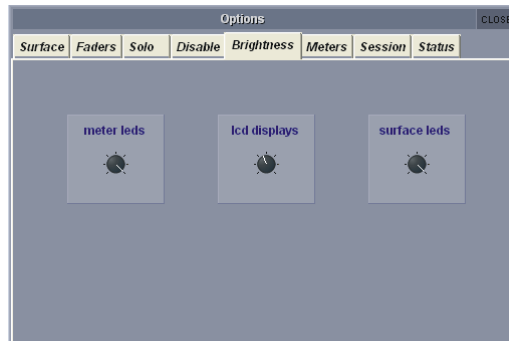 Options
CLOSE
Surface Faders Solo Disable Brightness Meters Session Status
meter leds lcd displays surface leds